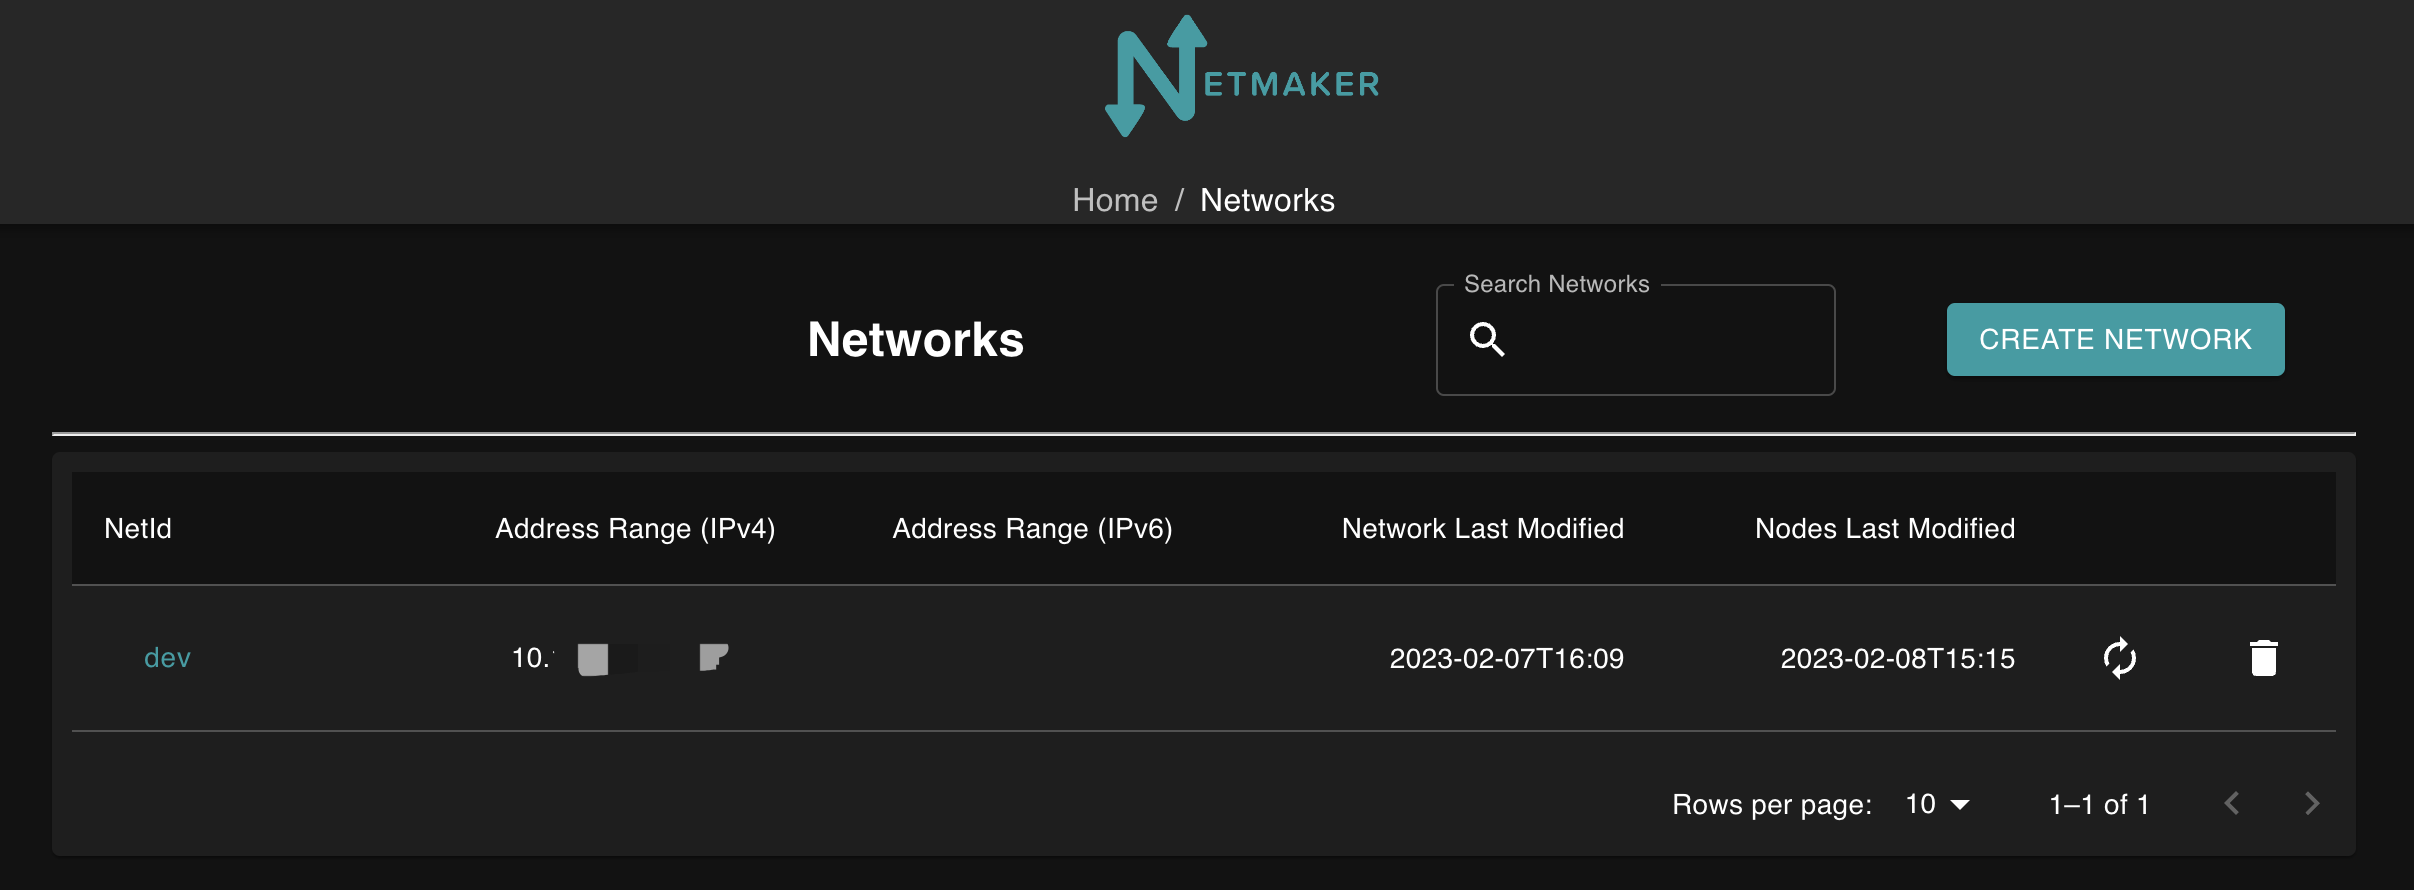 NETMAKER
Home / Networks
Networks
Search Networks
CREATE NETWORK
NetId Address Range (IPv4) Address Range (IPv6) Network Last Modified Nodes Last Modified
dev 10. 2023-02-07T16:09 2023-02-08T15:15
Rows per page: 10 1–1 of 1